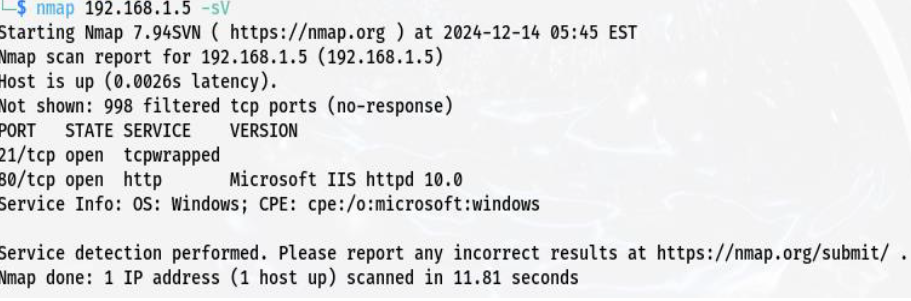 └─$ nmap 192.168.1.5 -sV
Starting Nmap 7.94SVN ( https://nmap.org ) at 2024-12-14 05:45 EST
Nmap scan report for 192.168.1.5 (192.168.1.5)
Host is up (0.0026s latency).
Not shown: 998 filtered tcp ports (no-response)
PORT   STATE SERVICE    VERSION
21/tcp open  tcpwrapped
80/tcp open  http       Microsoft IIS httpd 10.0
Service Info: OS: Windows; CPE: cpe:/o:microsoft:windows

Service detection performed. Please report any incorrect results at https://nmap.org/submit/ .
Nmap done: 1 IP address (1 host up) scanned in 11.81 seconds